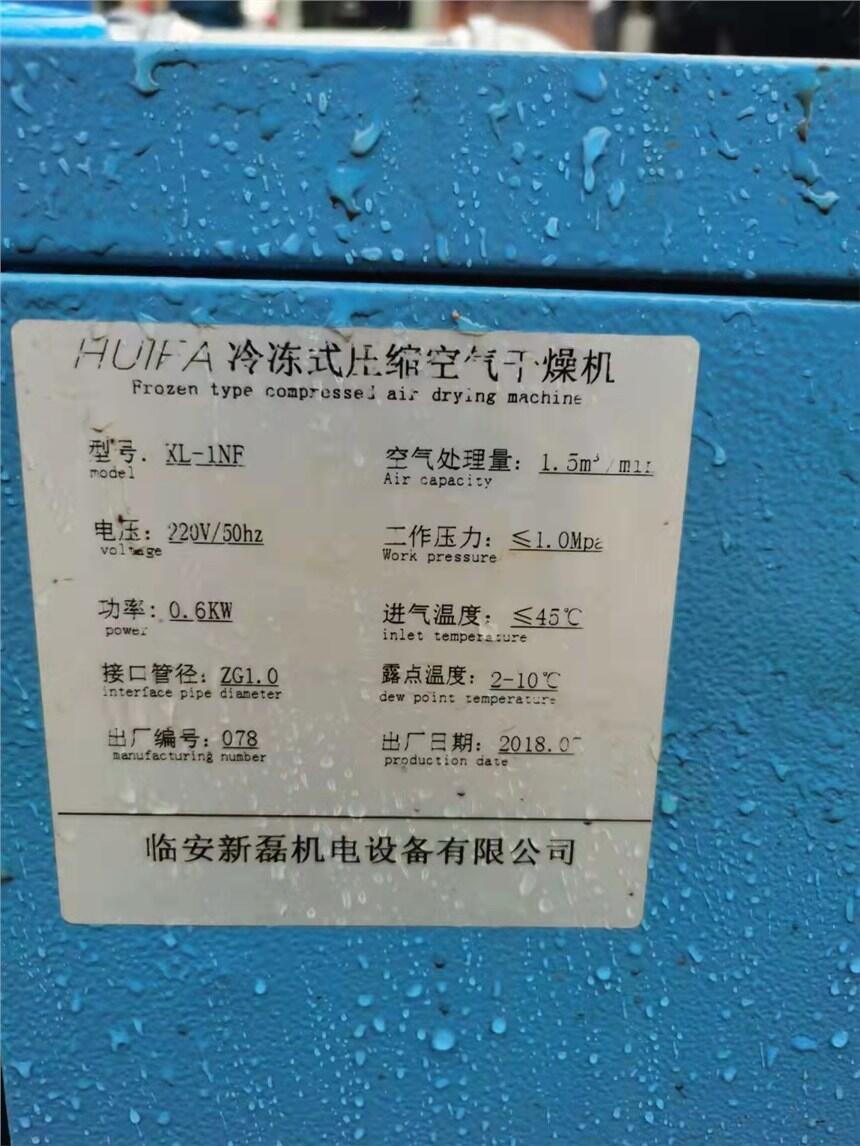 HUIFA 冷冻式压缩空气干燥机
Frozen type compressed air drying machine
型号: XL-1NF 空气处理量: 1.5m³/min
model Air capacity
电压: 220V/50hz 工作压力: ≤1.0Mpa
voltage Work pressure
功率: 0.6KW 进气温度: ≤45℃
power inlet temperature
接口管径: ZG1.0 露点温度: 2-10℃
interface pipe diameter dew point temperature
出厂编号: 078 出厂日期:
manufacturing number production date
临安新磊机电设备有限公司